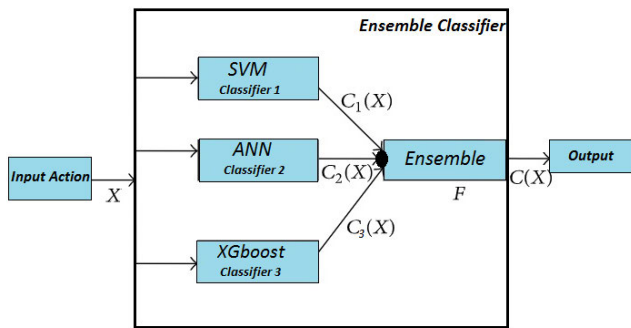 Ensemble Classifier
SVM
Classifier 1
C₁(X)
ANN
Classifier 2
C₂(X)
Input Action
X
Ensemble
F
C(X)
Output
C₃(X)
XGboost
Classifier 3